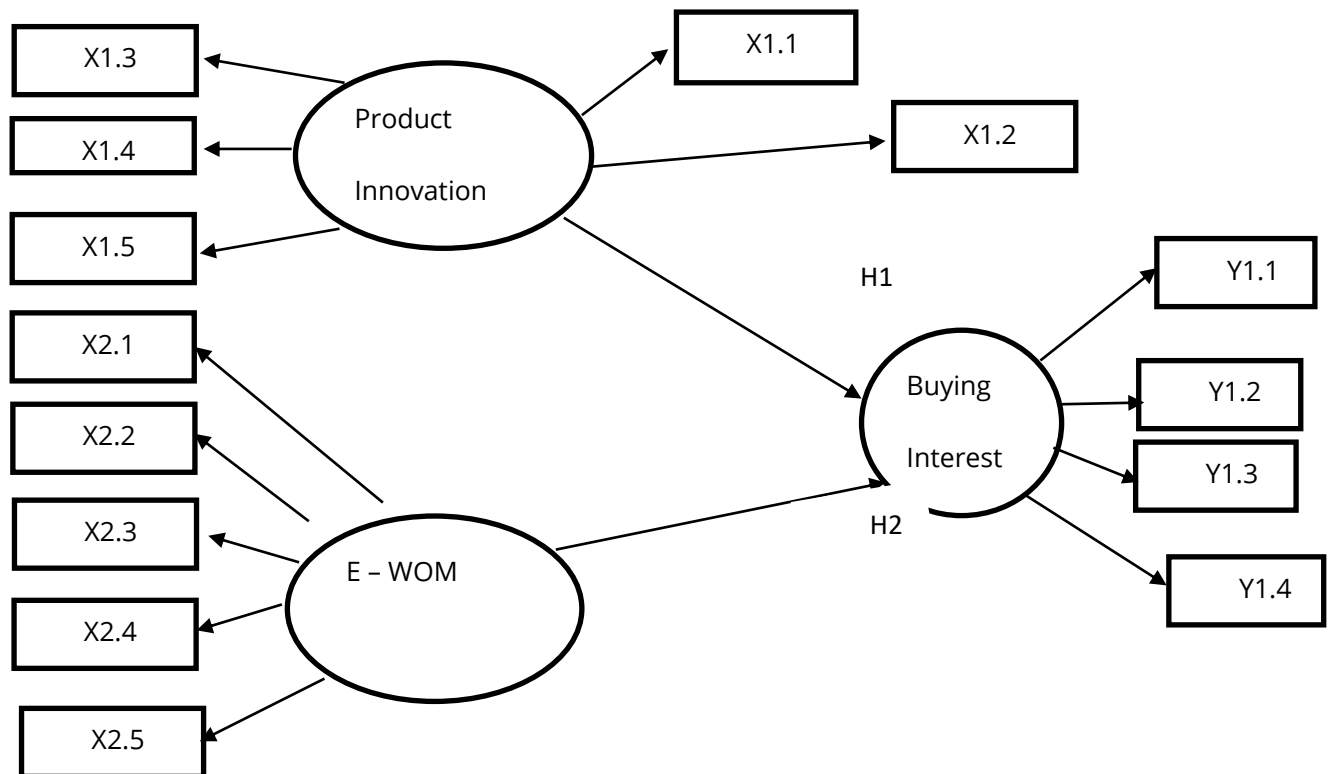 X1.3
X1.1
Product
X1.2
X1.4
Innovation
X1.5
H1
Y1.1
X2.1
Buying
Y1.2
X2.2
Interest
Y1.3
X2.3
H2
E – WOM
Y1.4
X2.4
X2.5